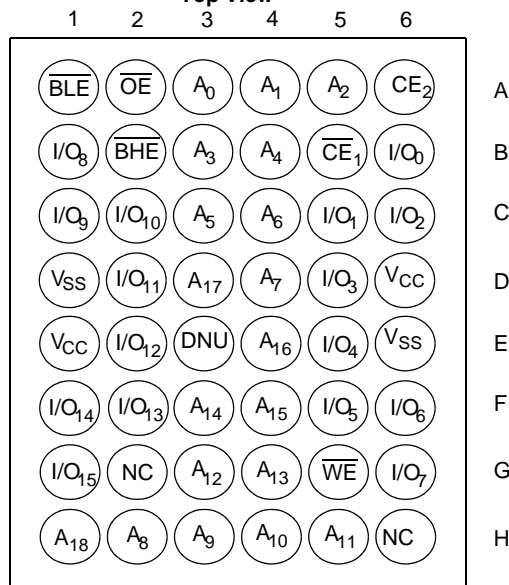 Top View
1 2 3 4 5 6
BLE OE A0 A1 A2 CE2 A
I/O8 BHE A3 A4 CE1 I/O0 B
I/O9 I/O10 A5 A6 I/O1 I/O2 C
VSS I/O11 A17 A7 I/O3 VCC D
VCC I/O12 DNU A16 I/O4 VSS E
I/O14 I/O13 A14 A15 I/O5 I/O6 F
I/O15 NC A12 A13 WE I/O7 G
A18 A8 A9 A10 A11 NC H